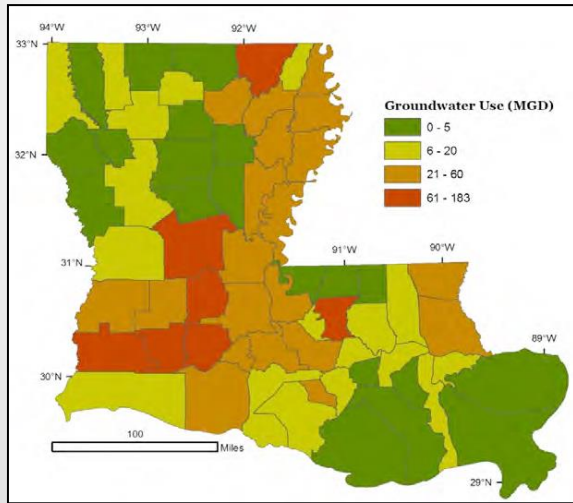 94°W 93°W 92°W
33°N
Groundwater Use (MGD)
0 - 5
6 - 20
21 - 60
61 - 183
32°N
31°N
91°W 90°W
89°W
30°N
100
Miles
29°N